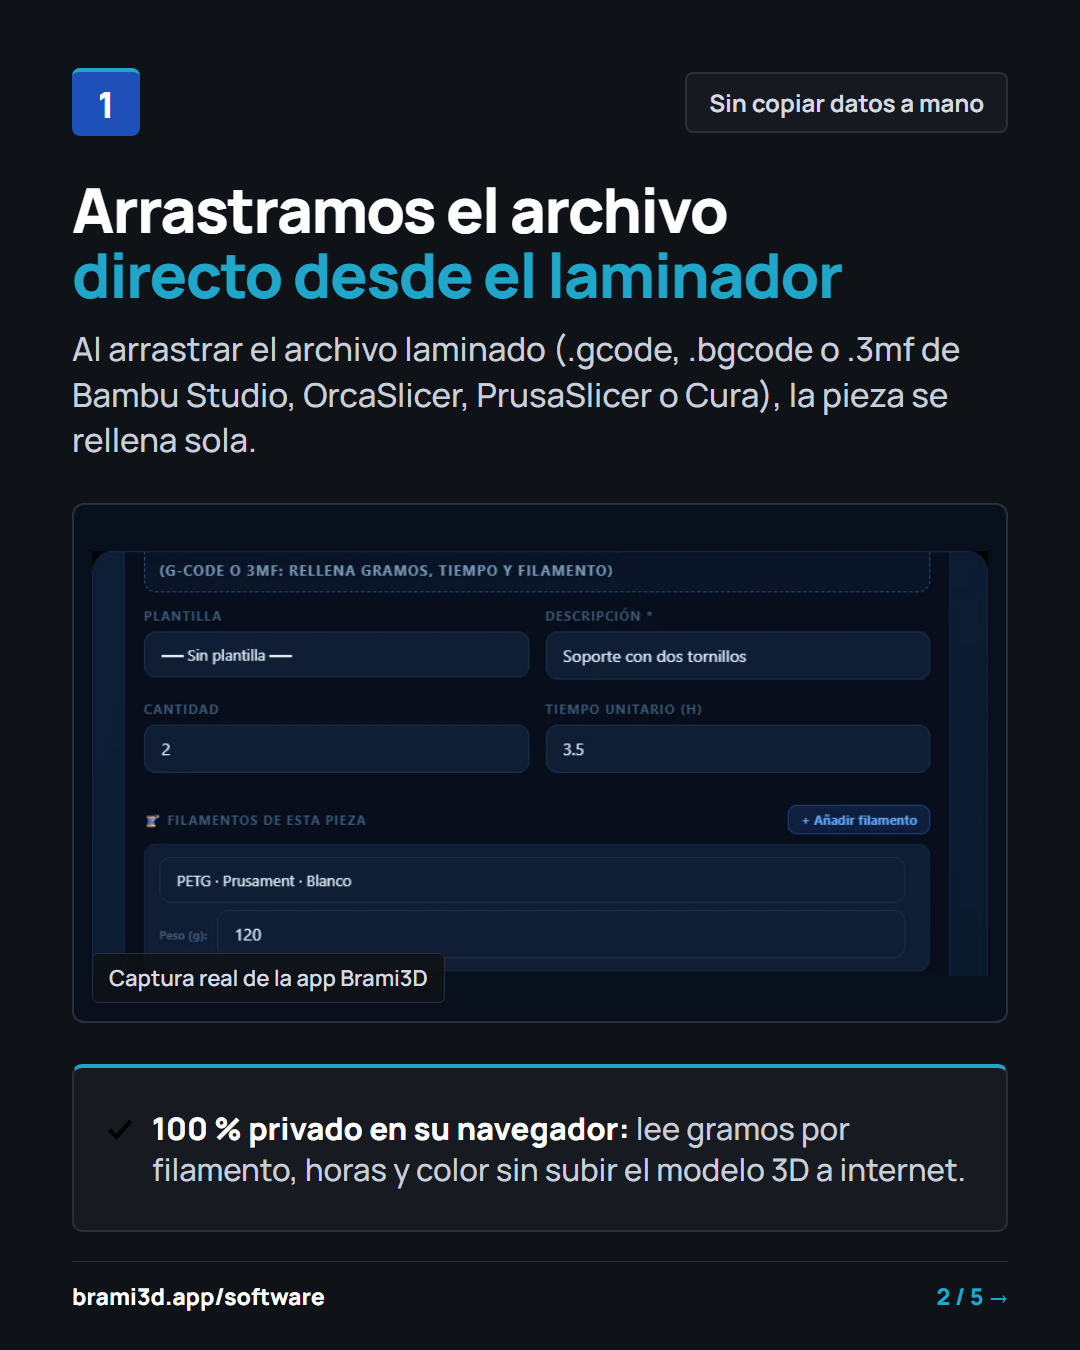 1
Sin copiar datos a mano
Arrastramos el archivo
directo desde el laminador
Al arrastrar el archivo laminado (.gcode, .bgcode o .3mf de
Bambu Studio, OrcaSlicer, PrusaSlicer o Cura), la pieza se
rellena sola.
(G-CODE O 3MF: RELLENA GRAMOS, TIEMPO Y FILAMENTO)
PLANTILLA
DESCRIPCIÓN *
— Sin plantilla —
Soporte con dos tornillos
CANTIDAD
TIEMPO UNITARIO (H)
2
3.5
FILAMENTOS DE ESTA PIEZA
+ Añadir filamento
PETG · Prusament · Blanco
Peso (g):
120
Captura real de la app Brami3D
100 % privado en su navegador: lee gramos por
filamento, horas y color sin subir el modelo 3D a internet.
brami3d.app/software
2 / 5 →